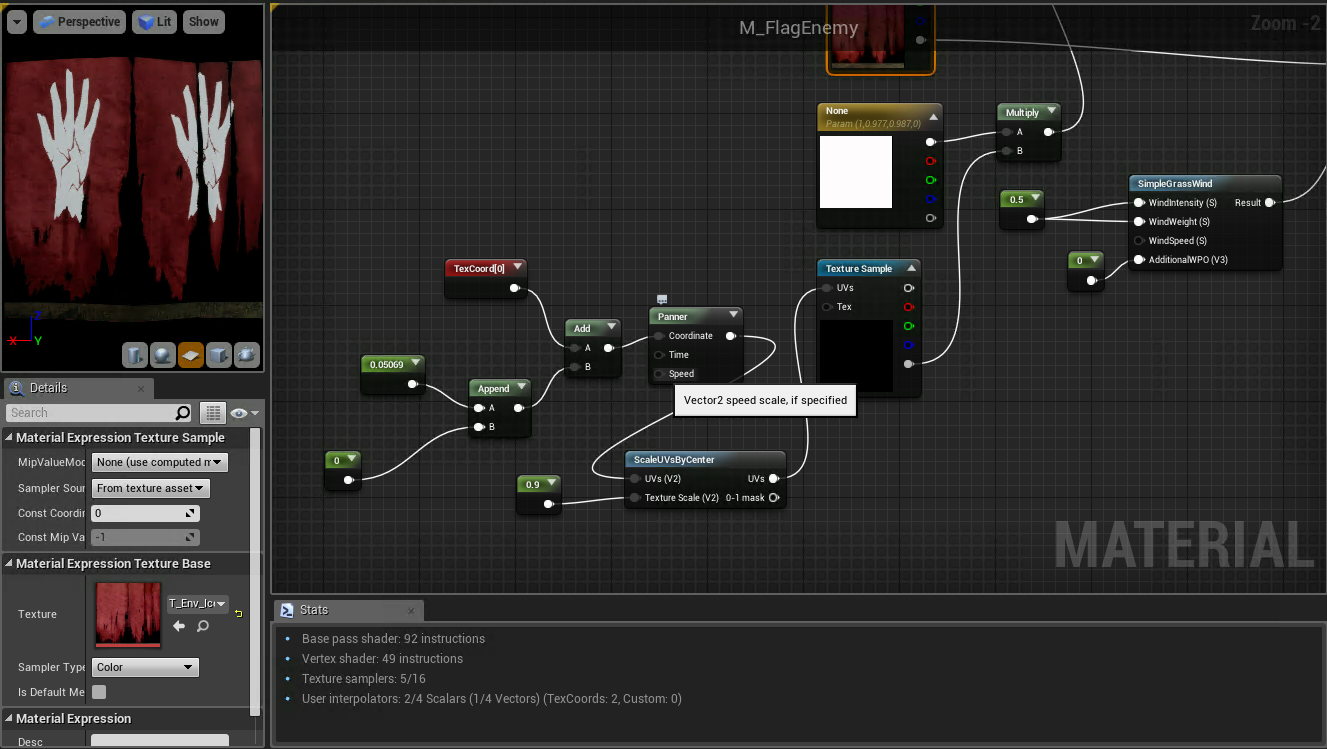 Perspective
Lit
Show
M_FlagEnemy
Zoom -2
None
Param (1,0.977,0.987,0)
Multiply
A
B
0.5
SimpleGrassWind
WindIntensity (S)
Result
WindWeight (S)
WindSpeed (S)
AdditionalWPO (V3)
0
TexCoord[0]
Texture Sample
UVs
Tex
Panner
Coordinate
Time
Speed
Vector2 speed scale, if specified
Add
A
B
0.05069
Append
A
B
0
0.9
ScaleUVsByCenter
UVs (V2)
UVs
Texture Scale (V2)
0-1 mask
MATERIAL
X
Z
Y
Details
Search
Material Expression Texture Sample
MipValueMod
None (use computed m
Sampler Sour
From texture asset
Const Coordin
0
Const Mip Va
-1
Material Expression Texture Base
Texture
T_Env_Ico
Sampler Type
Color
Is Default Me
Material Expression
Desc
Stats
Base pass shader: 92 instructions
Vertex shader: 49 instructions
Texture samplers: 5/16
User interpolators: 2/4 Scalars (1/4 Vectors) (TexCoords: 2, Custom: 0)